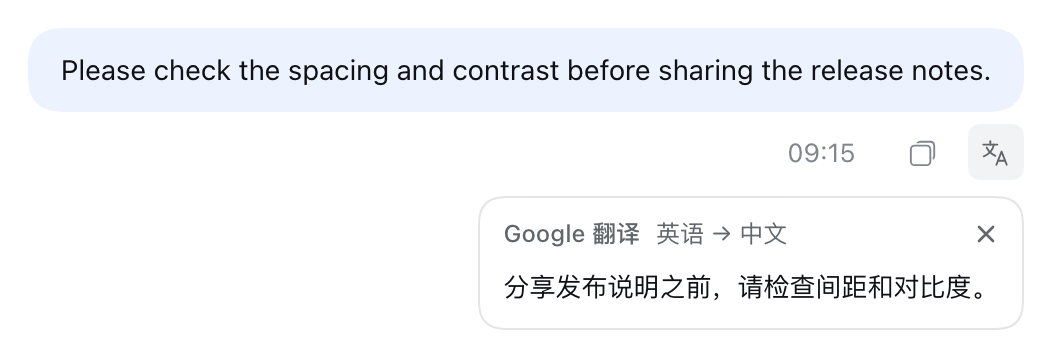 Please check the spacing and contrast before sharing the release notes.
09:15
Google 翻译 英语 → 中文
分享发布说明之前，请检查间距和对比度。